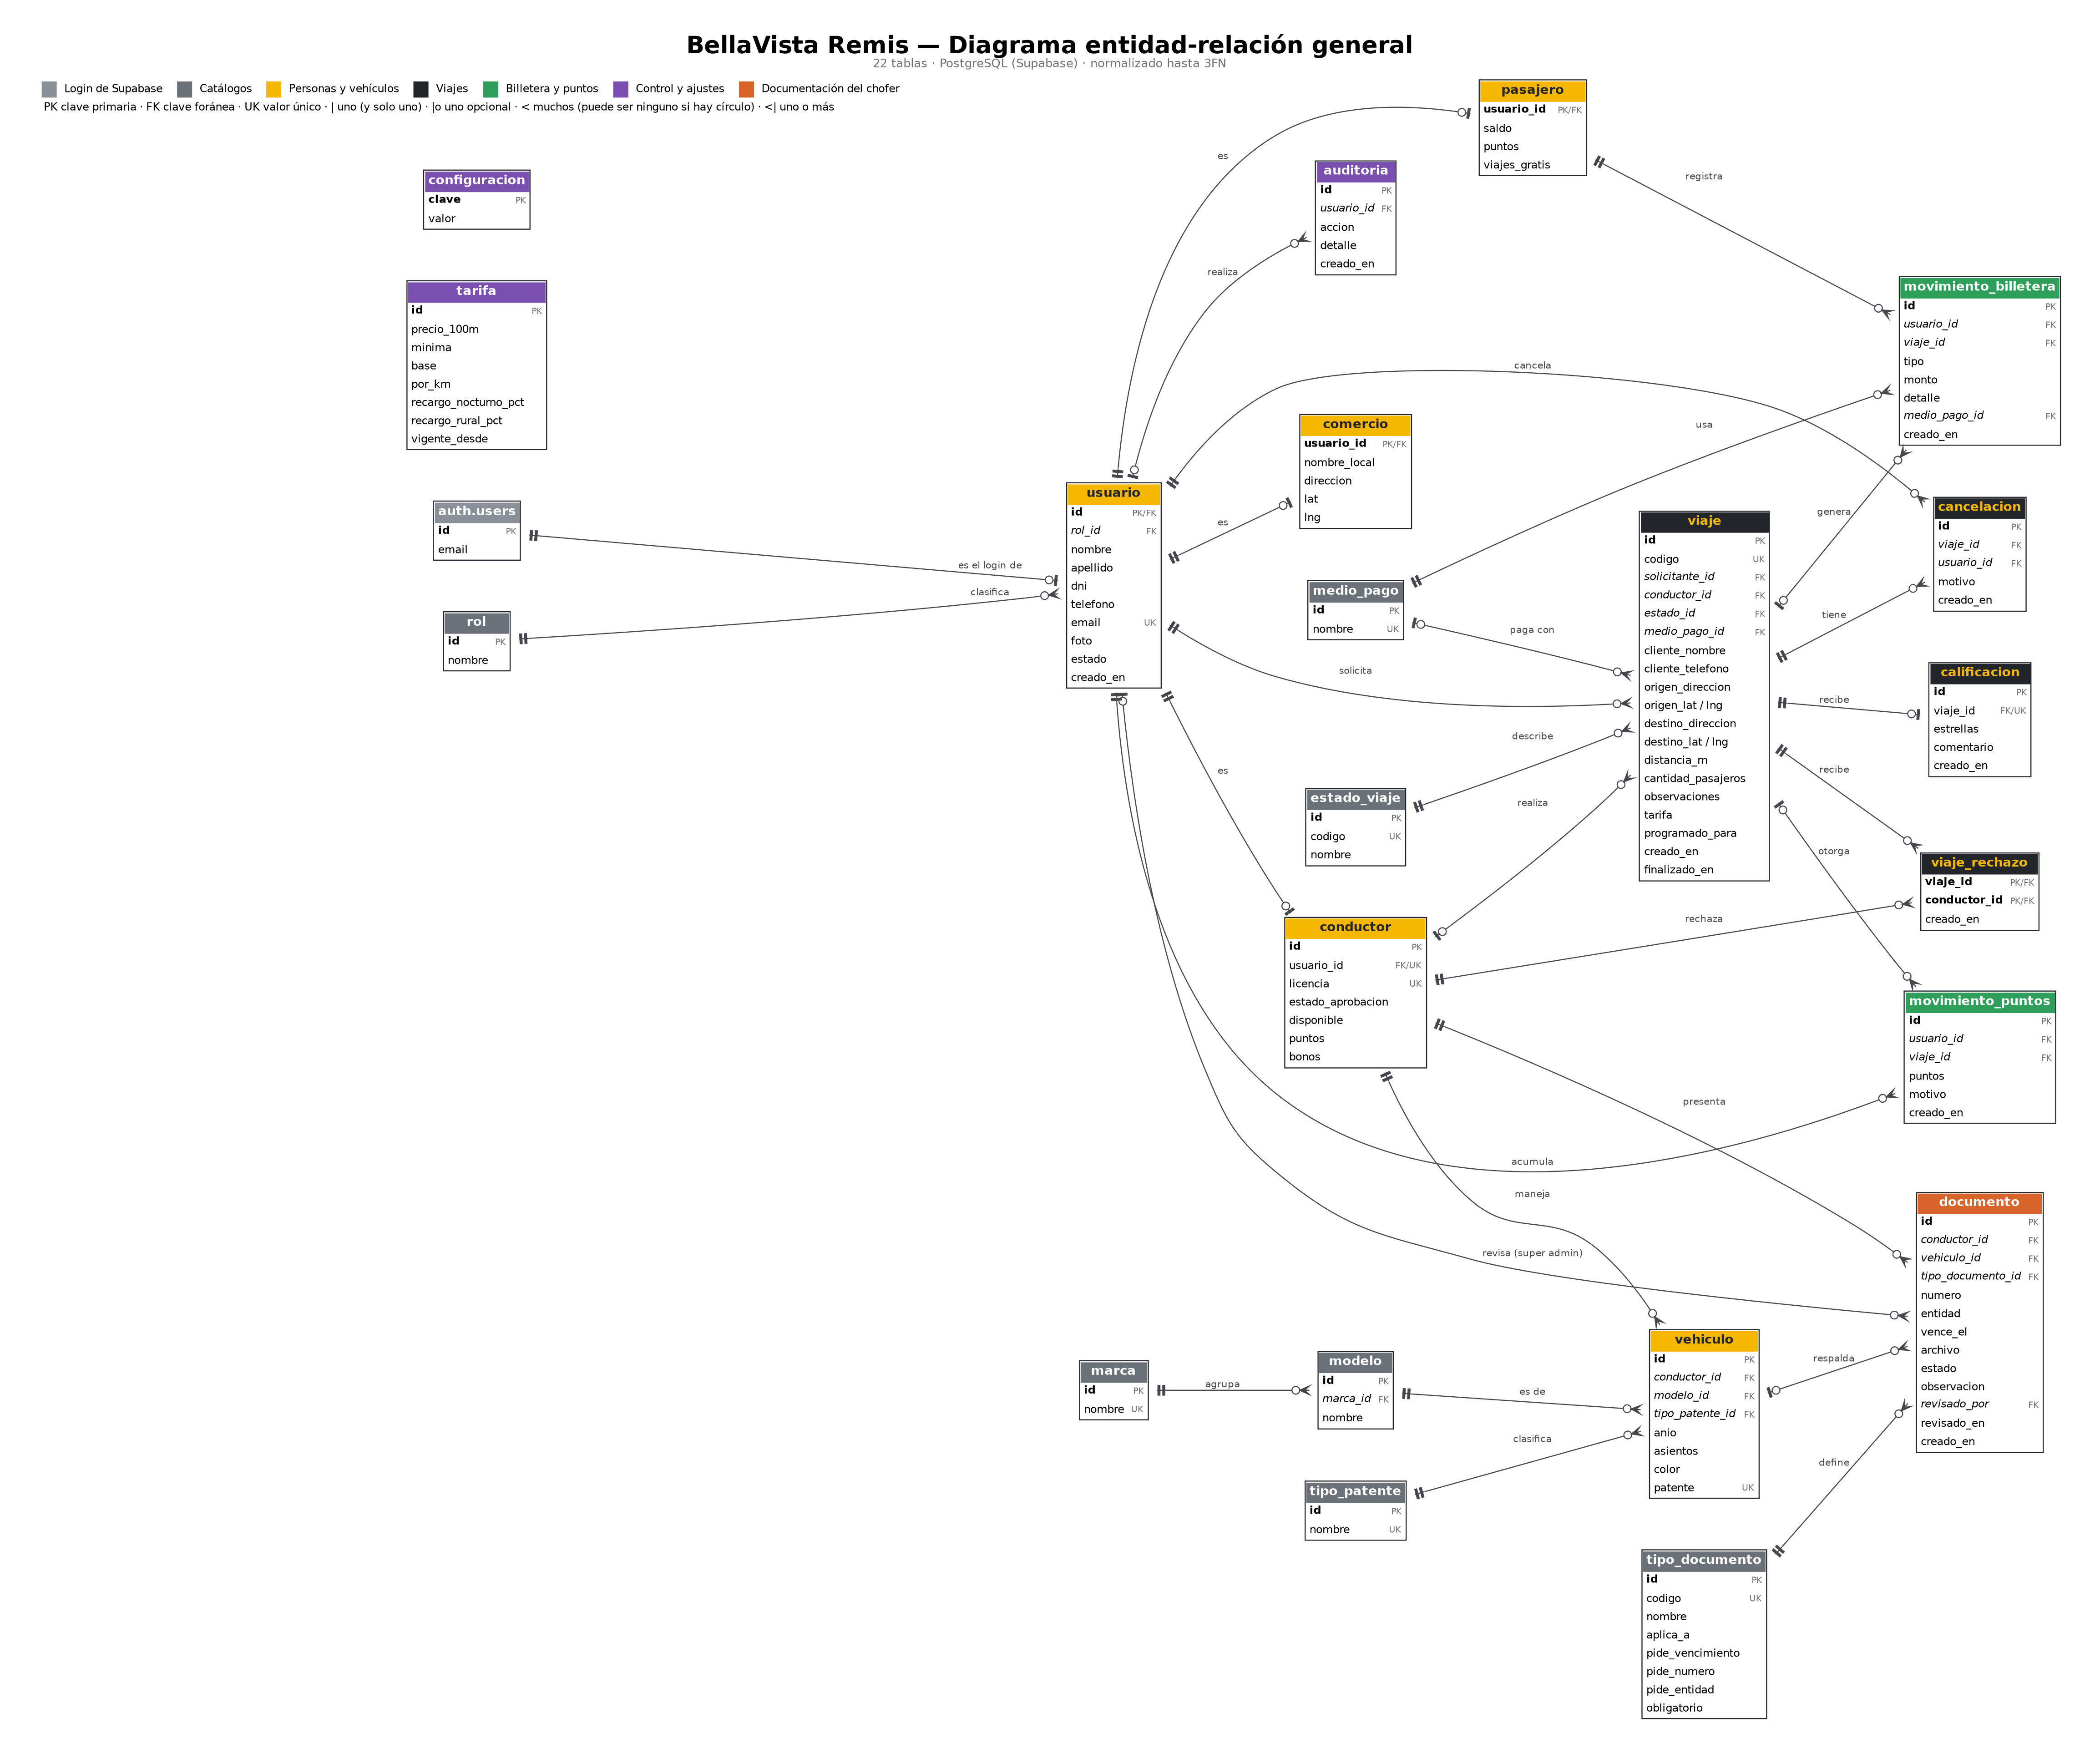 BellaVista Remis — Diagrama entidad-relación general
22 tablas · PostgreSQL (Supabase) · normalizado hasta 3FN
Login de Supabase Catálogos Personas y vehículos Viajes Billetera y puntos Control y ajustes Documentación del chofer
PK clave primaria · FK clave foránea · UK valor único · | uno (y solo uno) · |o uno opcional · < muchos (puede ser ninguno si hay círculo) · <| uno o más
configuracion
clave PK
valor
tarifa
id PK
precio_100m
minima
base
por_km
recargo_nocturno_pct
recargo_rural_pct
vigente_desde
auth.users
id PK
email
rol
id PK
nombre
es el login de
clasifica
usuario
id PK/FK
rol_id FK
nombre
apellido
dni
telefono
email UK
foto
estado
creado_en
es
realiza
es
es
pasajero
usuario_id PK/FK
saldo
puntos
viajes_gratis
auditoria
id PK
usuario_id FK
accion
detalle
creado_en
comercio
usuario_id PK/FK
nombre_local
direccion
lat
lng
medio_pago
id PK
nombre UK
estado_viaje
id PK
codigo UK
nombre
conductor
id PK
usuario_id FK/UK
licencia UK
estado_aprobacion
disponible
puntos
bonos
marca
id PK
nombre UK
agrupa
modelo
id PK
marca_id FK
nombre
tipo_patente
id PK
nombre UK
registra
cancela
usa
paga con
solicita
describe
realiza
rechaza
presenta
acumula
maneja
revisa (super admin)
es de
clasifica
viaje
id PK
codigo UK
solicitante_id FK
conductor_id FK
estado_id FK
medio_pago_id FK
cliente_nombre
cliente_telefono
origen_direccion
origen_lat / lng
destino_direccion
destino_lat / lng
distancia_m
cantidad_pasajeros
observaciones
tarifa
programado_para
creado_en
finalizado_en
vehiculo
id PK
conductor_id FK
modelo_id FK
tipo_patente_id FK
anio
asientos
color
patente UK
tipo_documento
id PK
codigo UK
nombre
aplica_a
pide_vencimiento
pide_numero
pide_entidad
obligatorio
genera
tiene
recibe
recibe
otorga
respalda
define
movimiento_billetera
id PK
usuario_id FK
viaje_id FK
tipo
monto
detalle
medio_pago_id FK
creado_en
cancelacion
id PK
viaje_id FK
usuario_id FK
motivo
creado_en
calificacion
id PK
viaje_id FK/UK
estrellas
comentario
creado_en
viaje_rechazo
viaje_id PK/FK
conductor_id PK/FK
creado_en
movimiento_puntos
id PK
usuario_id FK
viaje_id FK
puntos
motivo
creado_en
documento
id PK
conductor_id FK
vehiculo_id FK
tipo_documento_id FK
numero
entidad
vence_el
archivo
estado
observacion
revisado_por FK
revisado_en
creado_en